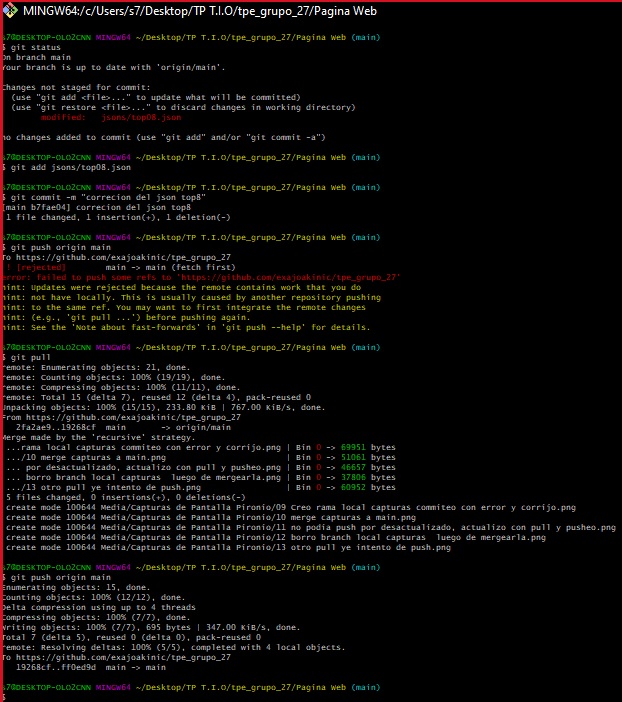 MINGW64:/c/Users/s7/Desktop/TP T.I.O/tpe_grupo_27/Pagina Web
s7@DESKTOP-OLO2CNN MINGW64 ~/Desktop/TP T.I.O/tpe_grupo_27/Pagina Web (main)
$ git status
On branch main
Your branch is up to date with 'origin/main'.
Changes not staged for commit:
(use "git add <file>..." to update what will be committed)
(use "git restore <file>..." to discard changes in working directory)
modified: jsons/top08.json
no changes added to commit (use "git add" and/or "git commit -a")
s7@DESKTOP-OLO2CNN MINGW64 ~/Desktop/TP T.I.O/tpe_grupo_27/Pagina Web (main)
$ git add jsons/top08.json
s7@DESKTOP-OLO2CNN MINGW64 ~/Desktop/TP T.I.O/tpe_grupo_27/Pagina Web (main)
$ git commit -m "correcion del json top8"
[main b7fae04] correcion del json top8
1 file changed, 1 insertion(+), 1 deletion(-)
s7@DESKTOP-OLO2CNN MINGW64 ~/Desktop/TP T.I.O/tpe_grupo_27/Pagina Web (main)
$ git push origin main
To https://github.com/exajoakinic/tpe_grupo_27
! [rejected] main -> main (fetch first)
error: failed to push some refs to 'https://github.com/exajoakinic/tpe_grupo_27'
hint: Updates were rejected because the remote contains work that you do
hint: not have locally. This is usually caused by another repository pushing
hint: to the same ref. You may want to first integrate the remote changes
hint: (e.g., 'git pull ...') before pushing again.
hint: See the 'Note about fast-forwards' in 'git push --help' for details.
s7@DESKTOP-OLO2CNN MINGW64 ~/Desktop/TP T.I.O/tpe_grupo_27/Pagina Web (main)
$ git pull
remote: Enumerating objects: 21, done.
remote: Counting objects: 100% (19/19), done.
remote: Compressing objects: 100% (11/11), done.
remote: Total 15 (delta 7), reused 12 (delta 4), pack-reused 0
Unpacking objects: 100% (15/15), 233.80 KiB | 767.00 KiB/s, done.
From https://github.com/exajoakinic/tpe_grupo_27
2fa2ae9..19268cf main -> origin/main
Merge made by the 'recursive' strategy.
...rama local capturas commiteo con error y corrijo.png | Bin 0 -> 69951 bytes
.../10 merge capturas a main.png | Bin 0 -> 51061 bytes
... por desactualizado, actualizo con pull y pusheo.png | Bin 0 -> 46657 bytes
... borro branch local capturas luego de mergearla.png | Bin 0 -> 37806 bytes
.../13 otro pull ye intento de push.png | Bin 0 -> 60952 bytes
5 files changed, 0 insertions(+), 0 deletions(-)
create mode 100644 Media/Capturas de Pantalla Pironio/09 Creo rama local capturas commiteo con error y corrijo.png
create mode 100644 Media/Capturas de Pantalla Pironio/10 merge capturas a main.png
create mode 100644 Media/Capturas de Pantalla Pironio/11 no podia push por desactualizado, actualizo con pull y pusheo.png
create mode 100644 Media/Capturas de Pantalla Pironio/12 borro branch local capturas luego de mergearla.png
create mode 100644 Media/Capturas de Pantalla Pironio/13 otro pull ye intento de push.png
s7@DESKTOP-OLO2CNN MINGW64 ~/Desktop/TP T.I.O/tpe_grupo_27/Pagina Web (main)
$ git push origin main
Enumerating objects: 15, done.
Counting objects: 100% (12/12), done.
Delta compression using up to 4 threads
Compressing objects: 100% (7/7), done.
Writing objects: 100% (7/7), 695 bytes | 347.00 KiB/s, done.
Total 7 (delta 5), reused 0 (delta 0), pack-reused 0
remote: Resolving deltas: 100% (5/5), completed with 4 local objects.
To https://github.com/exajoakinic/tpe_grupo_27
19268cf..ff0ed9d main -> main
s7@DESKTOP-OLO2CNN MINGW64 ~/Desktop/TP T.I.O/tpe_grupo_27/Pagina Web (main)
$